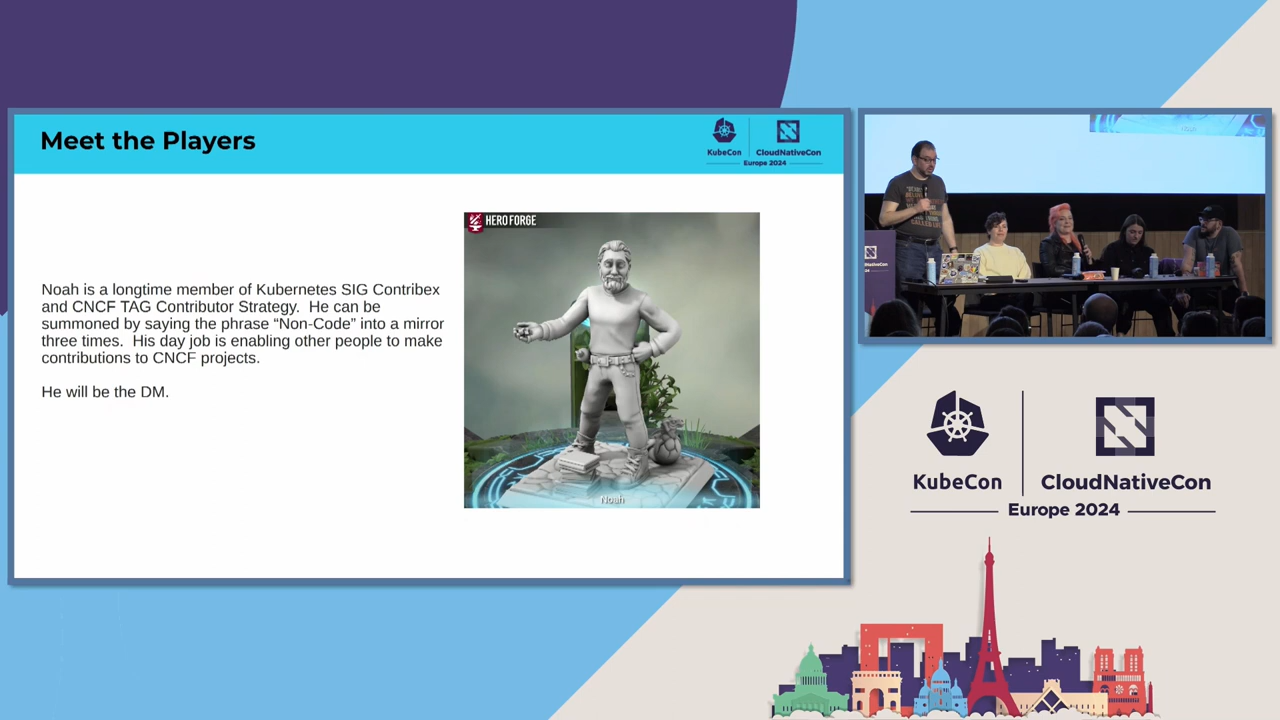 Meet the Players
KubeCon
CloudNativeCon
Europe 2024
HERO FORGE
Noah is a longtime member of Kubernetes SIG Contribex
and CNCF TAG Contributor Strategy. He can be
summoned by saying the phrase “Non-Code” into a mirror
three times. His day job is enabling other people to make
contributions to CNCF projects.
He will be the DM.
Noah
KubeCon
CloudNativeCon
Europe 2024